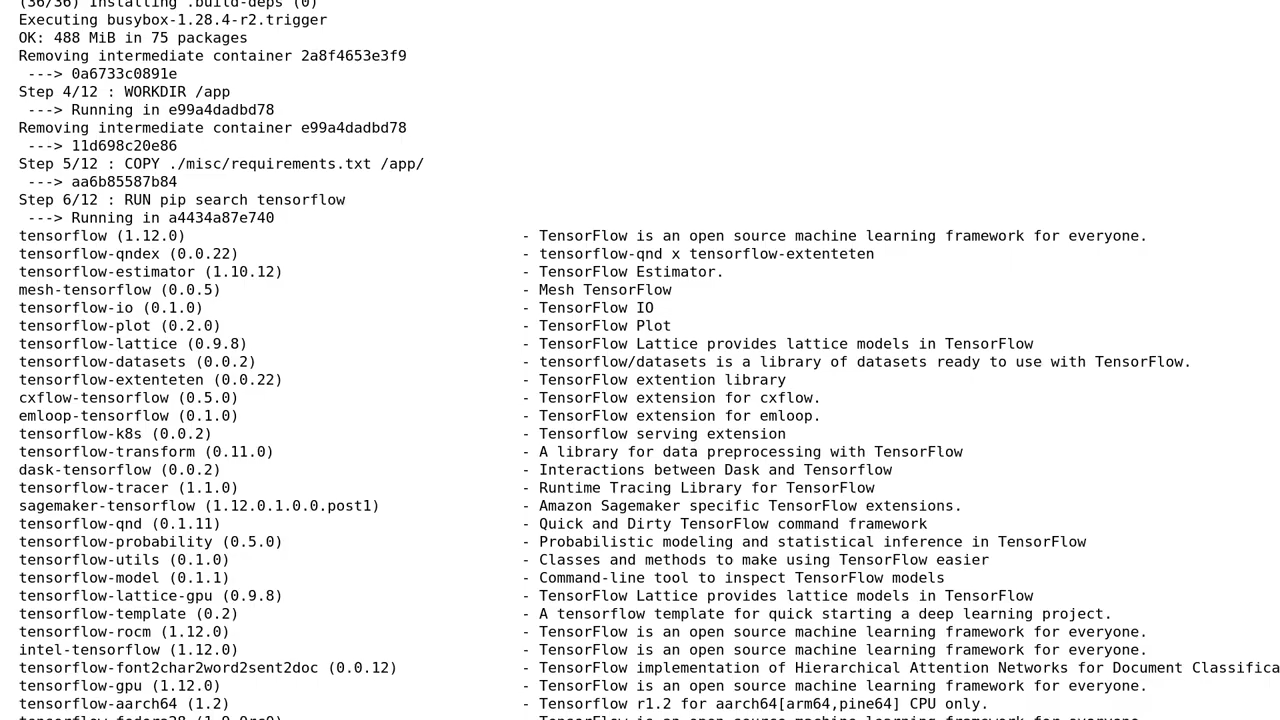 (36/36) Installing .build-deps (0)
Executing busybox-1.28.4-r2.trigger
OK: 488 MiB in 75 packages
Removing intermediate container 2a8f4653e3f9
 ---> 0a6733c0891e
Step 4/12 : WORKDIR /app
 ---> Running in e99a4dadbd78
Removing intermediate container e99a4dadbd78
 ---> 11d698c20e86
Step 5/12 : COPY ./misc/requirements.txt /app/
 ---> aa6b85587b84
Step 6/12 : RUN pip search tensorflow
 ---> Running in a4434a87e740
tensorflow (1.12.0) - TensorFlow is an open source machine learning framework for everyone.
tensorflow-qndex (0.0.22) - tensorflow-qnd x tensorflow-extenteten
tensorflow-estimator (1.10.12) - TensorFlow Estimator.
mesh-tensorflow (0.0.5) - Mesh TensorFlow
tensorflow-io (0.1.0) - TensorFlow IO
tensorflow-plot (0.2.0) - TensorFlow Plot
tensorflow-lattice (0.9.8) - TensorFlow Lattice provides lattice models in TensorFlow
tensorflow-datasets (0.0.2) - tensorflow/datasets is a library of datasets ready to use with TensorFlow.
tensorflow-extenteten (0.0.22) - TensorFlow extention library
cxflow-tensorflow (0.5.0) - TensorFlow extension for cxflow.
emloop-tensorflow (0.1.0) - TensorFlow extension for emloop.
tensorflow-k8s (0.0.2) - Tensorflow serving extension
tensorflow-transform (0.11.0) - A library for data preprocessing with TensorFlow
dask-tensorflow (0.0.2) - Interactions between Dask and Tensorflow
tensorflow-tracer (1.1.0) - Runtime Tracing Library for TensorFlow
sagemaker-tensorflow (1.12.0.1.0.0.post1) - Amazon Sagemaker specific TensorFlow extensions.
tensorflow-qnd (0.1.11) - Quick and Dirty TensorFlow command framework
tensorflow-probability (0.5.0) - Probabilistic modeling and statistical inference in TensorFlow
tensorflow-utils (0.1.0) - Classes and methods to make using TensorFlow easier
tensorflow-model (0.1.1) - Command-line tool to inspect TensorFlow models
tensorflow-lattice-gpu (0.9.8) - TensorFlow Lattice provides lattice models in TensorFlow
tensorflow-template (0.2) - A tensorflow template for quick starting a deep learning project.
tensorflow-rocm (1.12.0) - TensorFlow is an open source machine learning framework for everyone.
intel-tensorflow (1.12.0) - TensorFlow is an open source machine learning framework for everyone.
tensorflow-font2char2word2sent2doc (0.0.12) - TensorFlow implementation of Hierarchical Attention Networks for Document Classifica
tensorflow-gpu (1.12.0) - TensorFlow is an open source machine learning framework for everyone.
tensorflow-aarch64 (1.2) - Tensorflow r1.2 for aarch64[arm64,pine64] CPU only.